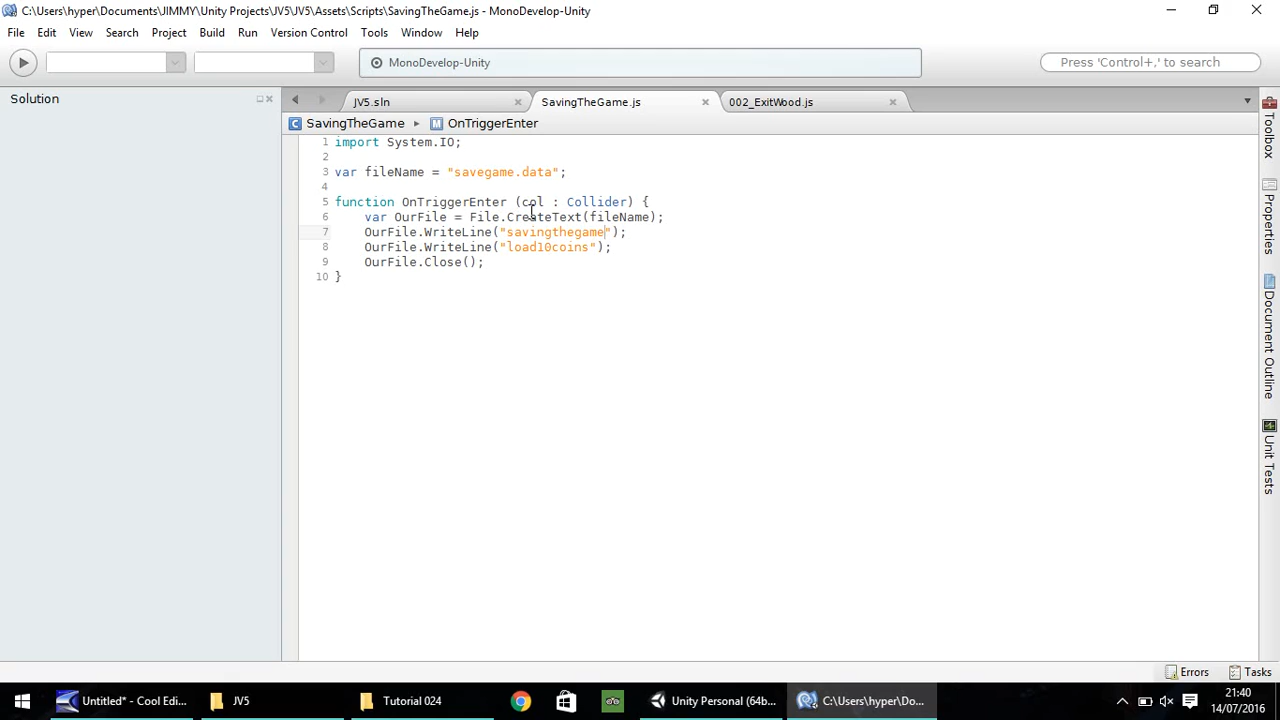 C:\Users\hyper\Documents\JIMMY\Unity Projects\JV5\JV5\Assets\Scripts\SavingTheGame.js - MonoDevelop-Unity
File Edit View Search Project Build Run Version Control Tools Window Help
MonoDevelop-Unity
Press 'Control+,' to search
Solution
JV5.sln
SavingTheGame.js
002_ExitWood.js
SavingTheGame
OnTriggerEnter
1 import System.IO;
2
3 var fileName = "savegame.data";
4
5 function OnTriggerEnter (col : Collider) {
6 var OurFile = File.CreateText(fileName);
7 OurFile.WriteLine("savingthegame");
8 OurFile.WriteLine("load10coins");
9 OurFile.Close();
10 }
Toolbox
Properties
Document Outline
Unit Tests
Errors Tasks
Untitled* - Cool Edi...
JV5
Tutorial 024
Unity Personal (64b...
C:\Users\hyper\Do...
21:40
14/07/2016